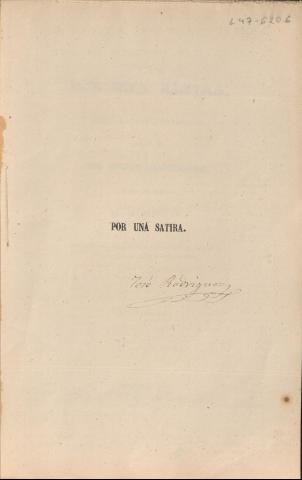 L47-6206
POR UNA SATIRA.
José Rodriguez